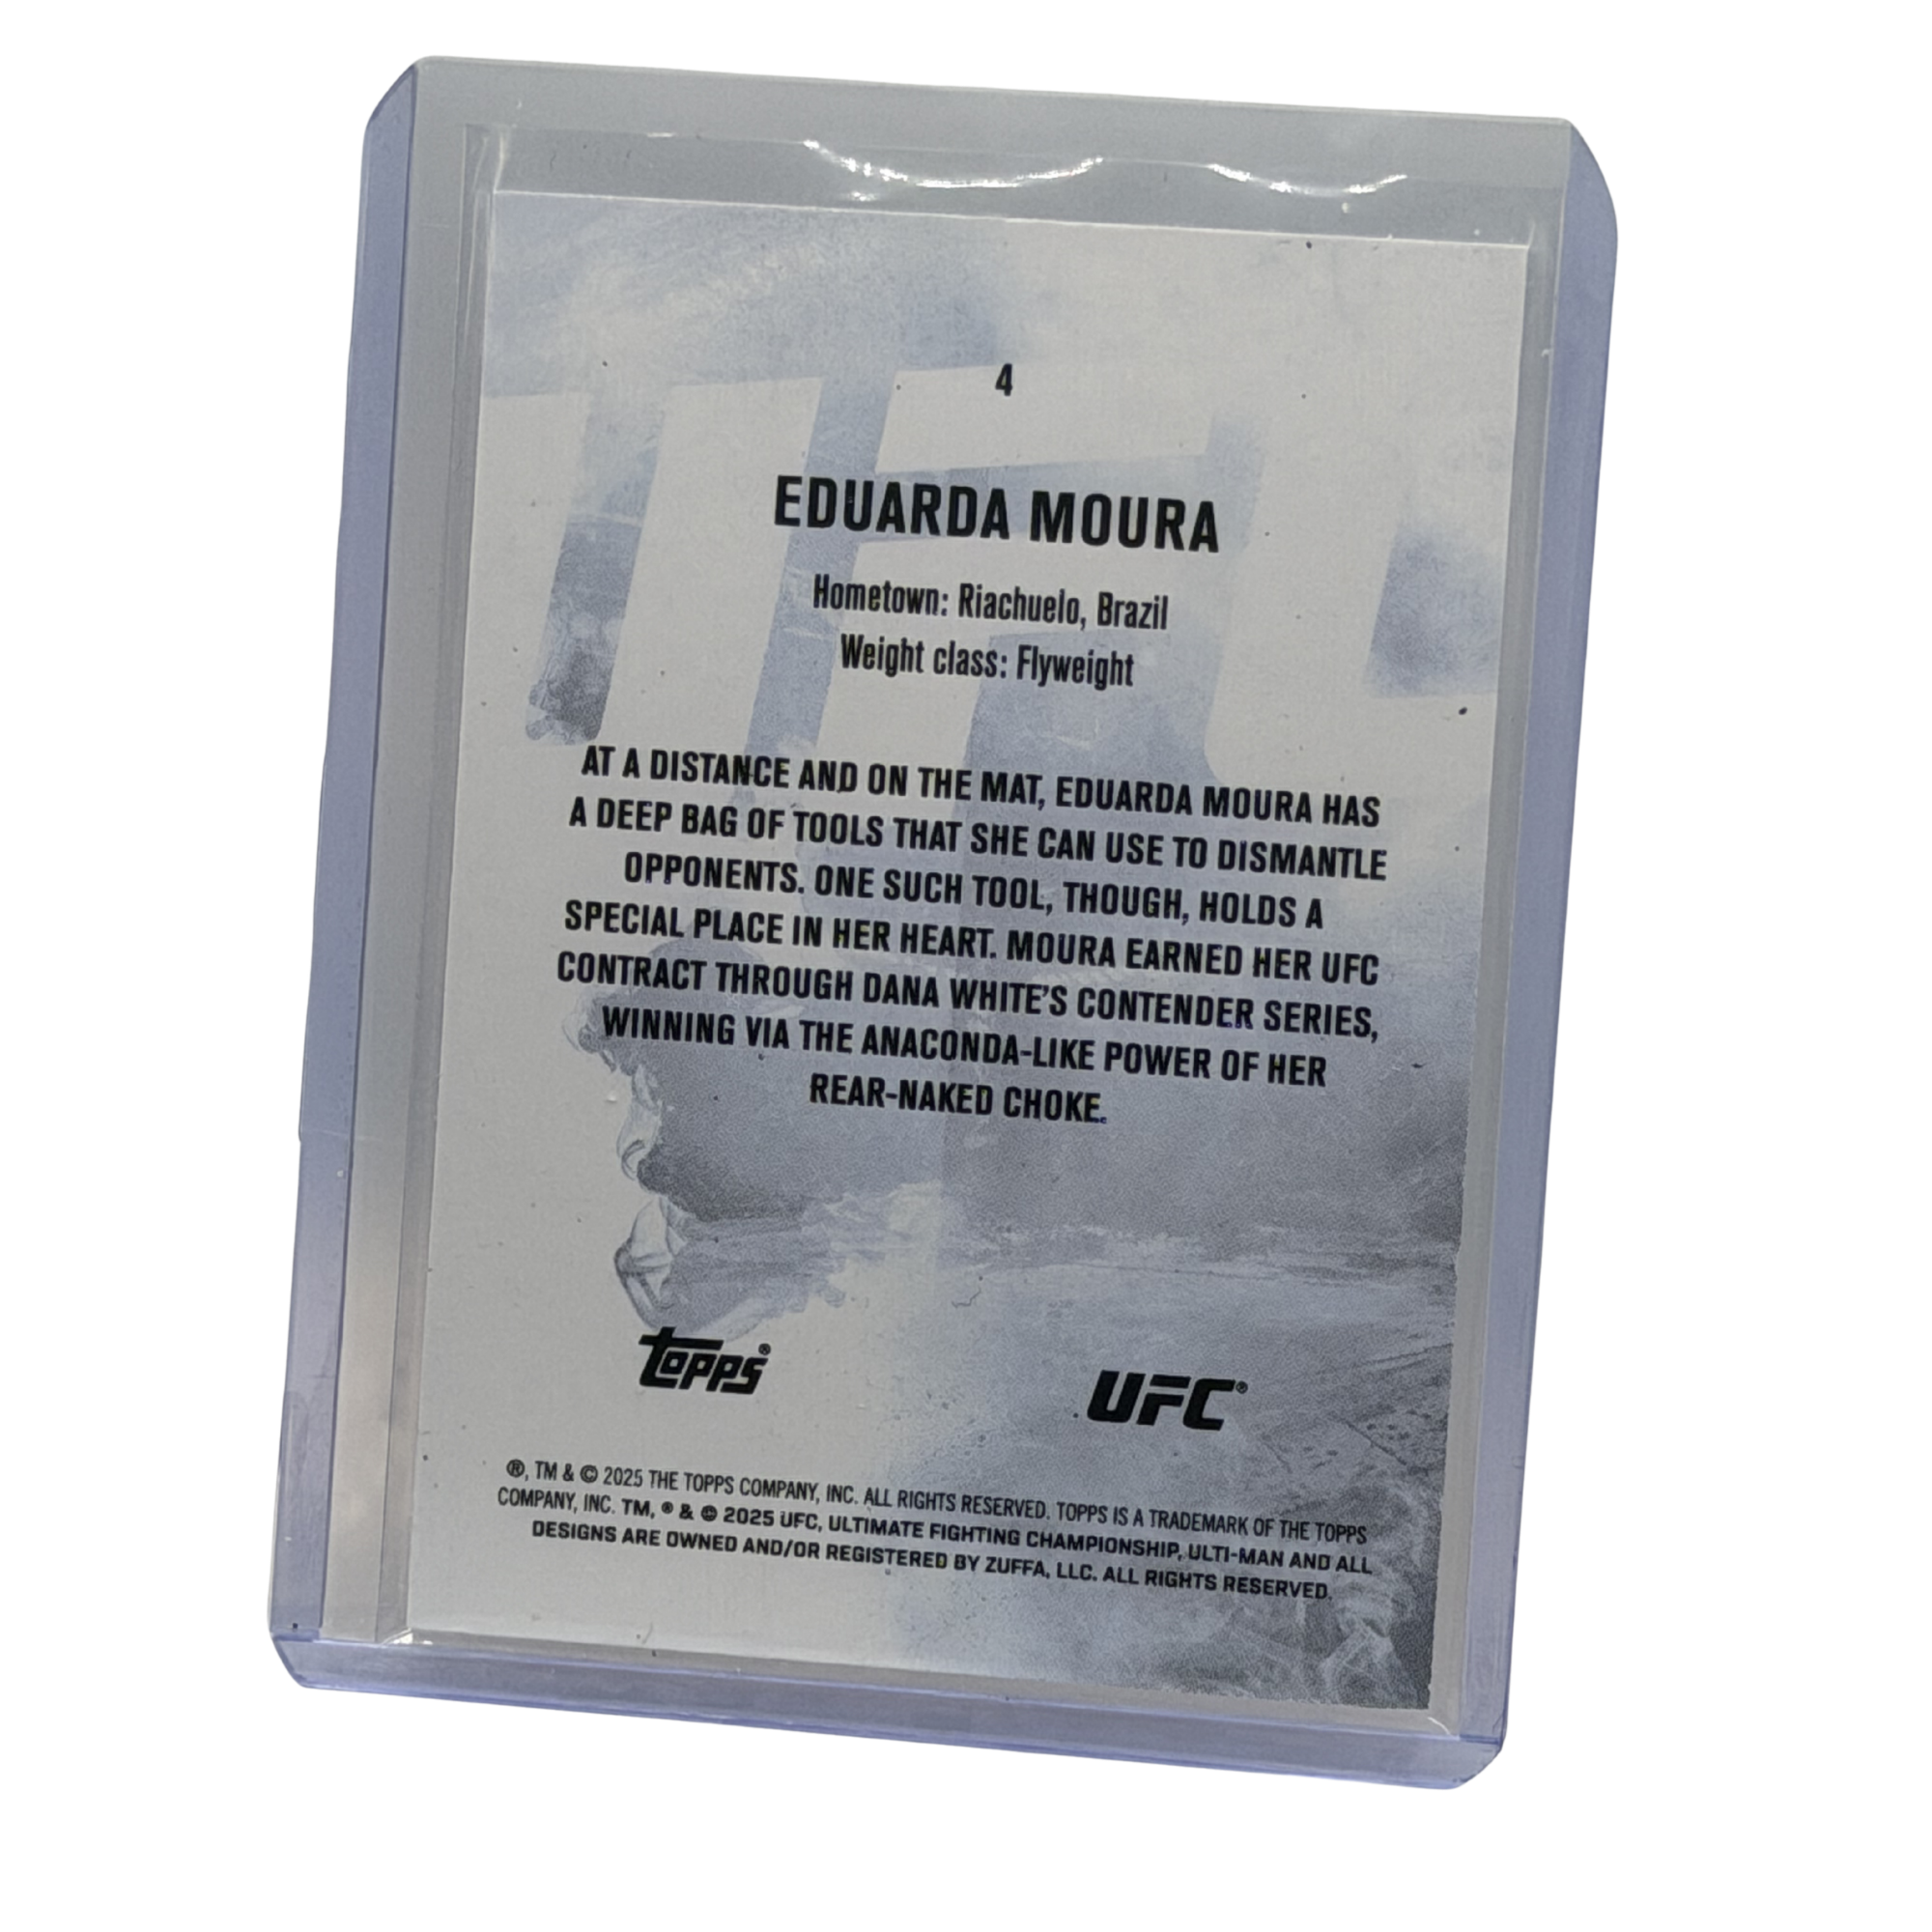 4
EDUARDA MOURA
Hometown: Riachuelo, Brazil
Weight class: Flyweight
AT A DISTANCE AND ON THE MAT, EDUARDA MOURA HAS
A DEEP BAG OF TOOLS THAT SHE CAN USE TO DISMANTLE
OPPONENTS. ONE SUCH TOOL, THOUGH, HOLDS A
SPECIAL PLACE IN HER HEART. MOURA EARNED HER UFC
CONTRACT THROUGH DANA WHITE'S CONTENDER SERIES,
WINNING VIA THE ANACONDA-LIKE POWER OF HER
REAR-NAKED CHOKE.
topps®
UFC®
®, TM & © 2025 THE TOPPS COMPANY, INC. ALL RIGHTS RESERVED. TOPPS IS A TRADEMARK OF THE TOPPS
COMPANY, INC. TM, ® & © 2025 UFC, ULTIMATE FIGHTING CHAMPIONSHIP, ULTI-MAN AND ALL
DESIGNS ARE OWNED AND/OR REGISTERED BY ZUFFA, LLC. ALL RIGHTS RESERVED.